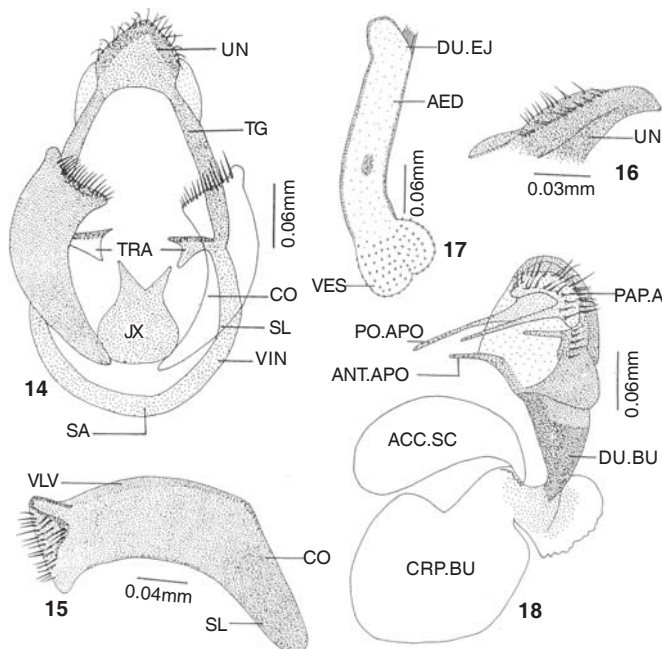 UN
TG
0.06mm
TRA
CO
JX
SL
VIN
14
SA
DU.EJ
AED
0.06mm
17
VES
UN
0.03mm
16
PAP.A
PO.APO
ANT.APO
0.06mm
ACC.SC
DU.BU
CRP.BU
18
VLV
CO
0.04mm
15
SL